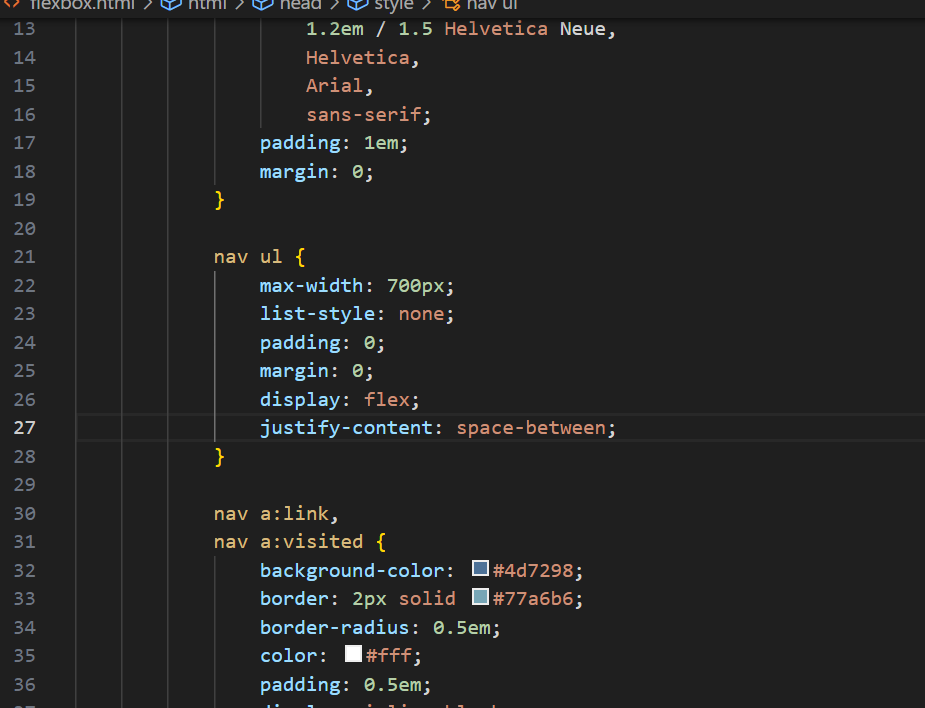 flexbox.html > html > head > style > nav ul
13 1.2em / 1.5 Helvetica Neue,
14 Helvetica,
15 Arial,
16 sans-serif;
17 padding: 1em;
18 margin: 0;
19 }
20
21 nav ul {
22 max-width: 700px;
23 list-style: none;
24 padding: 0;
25 margin: 0;
26 display: flex;
27 justify-content: space-between;
28 }
29
30 nav a:link,
31 nav a:visited {
32 background-color: #4d7298;
33 border: 2px solid #77a6b6;
34 border-radius: 0.5em;
35 color: #fff;
36 padding: 0.5em;